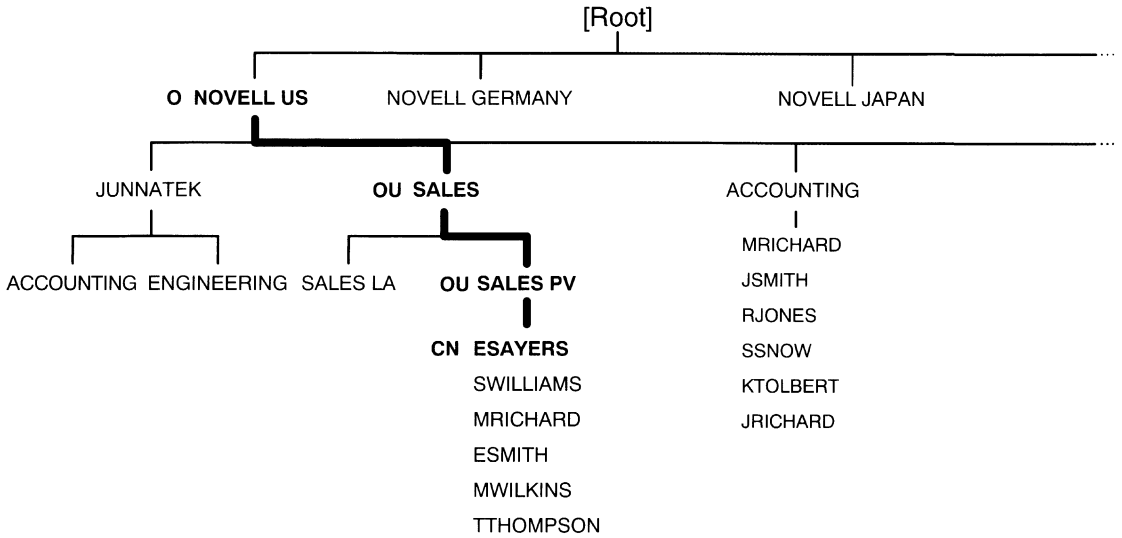 [Root]
O NOVELL US NOVELL GERMANY NOVELL JAPAN ...
JUNNATEK OU SALES ACCOUNTING ...
ACCOUNTING ENGINEERING SALES LA OU SALES PV
CN ESAYERS
SWILLIAMS
MRICHARD
ESMITH
MWILKINS
TTHOMPSON
MRICHARD
JSMITH
RJONES
SSNOW
KTOLBERT
JRICHARD